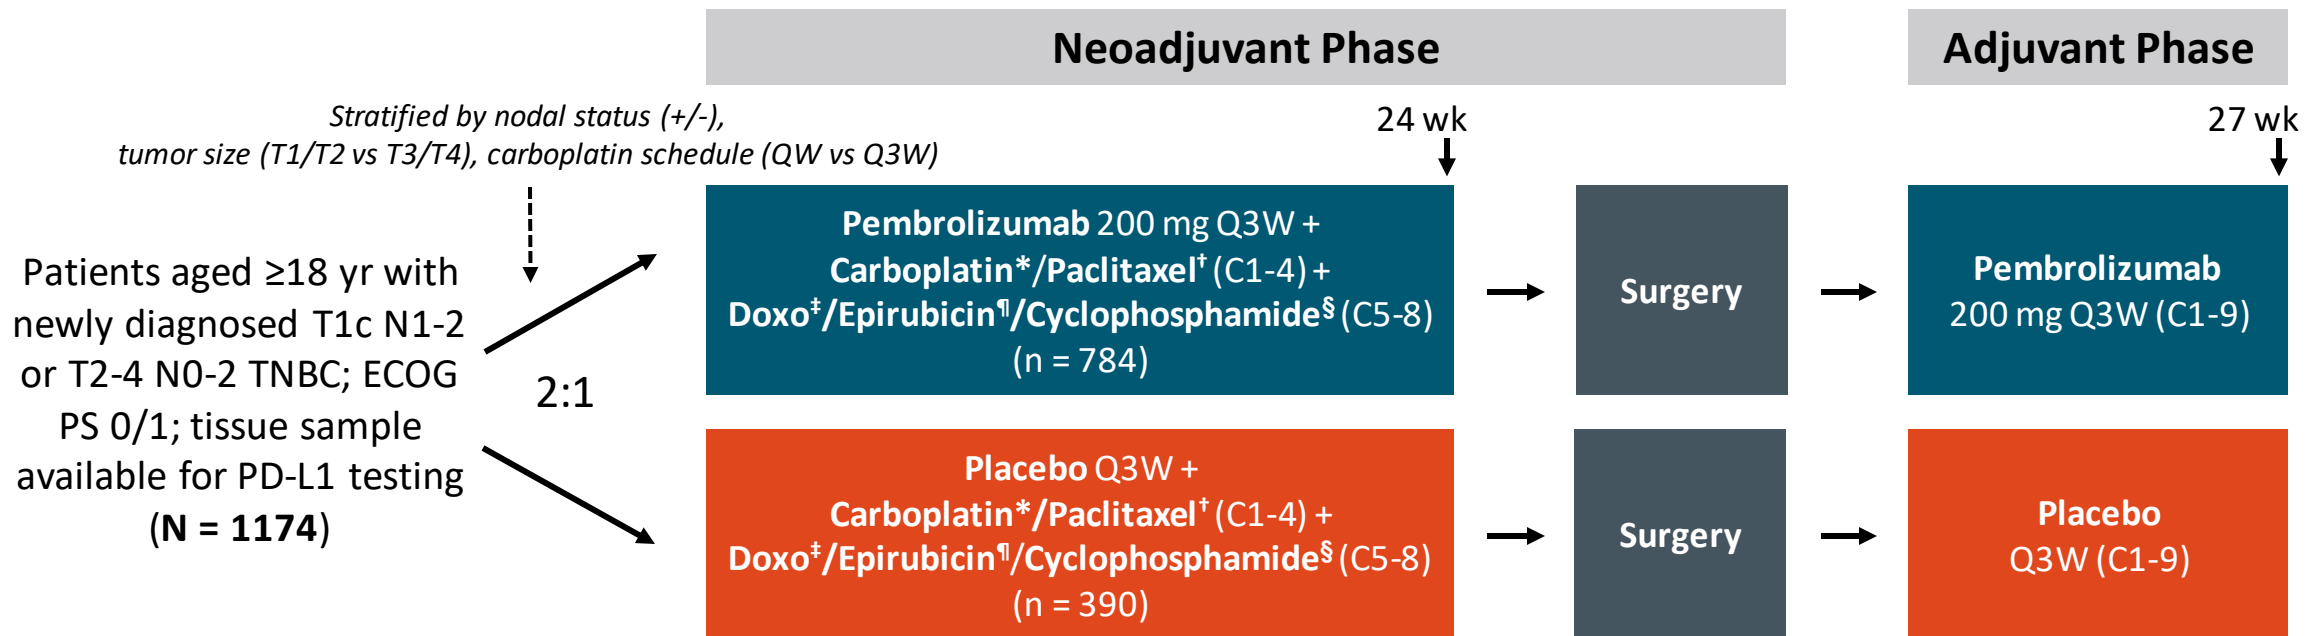 Neoadjuvant Phase
Adjuvant Phase
Stratified by nodal status (+/-),
tumor size (T1/T2 vs T3/T4), carboplatin schedule (QW vs Q3W)
24 wk
27 wk
Patients aged ≥18 yr with
newly diagnosed T1c N1-2
or T2-4 N0-2 TNBC; ECOG
PS 0/1; tissue sample
available for PD-L1 testing
(N = 1174)
2:1
Pembrolizumab 200 mg Q3W +
Carboplatin*/Paclitaxel† (C1-4) +
Doxo‡/Epirubicin¶/Cyclophosphamide§ (C5-8)
(n = 784)
Surgery
Pembrolizumab
200 mg Q3W (C1-9)
Placebo Q3W +
Carboplatin*/Paclitaxel† (C1-4) +
Doxo‡/Epirubicin¶/Cyclophosphamide§ (C5-8)
(n = 390)
Surgery
Placebo
Q3W (C1-9)